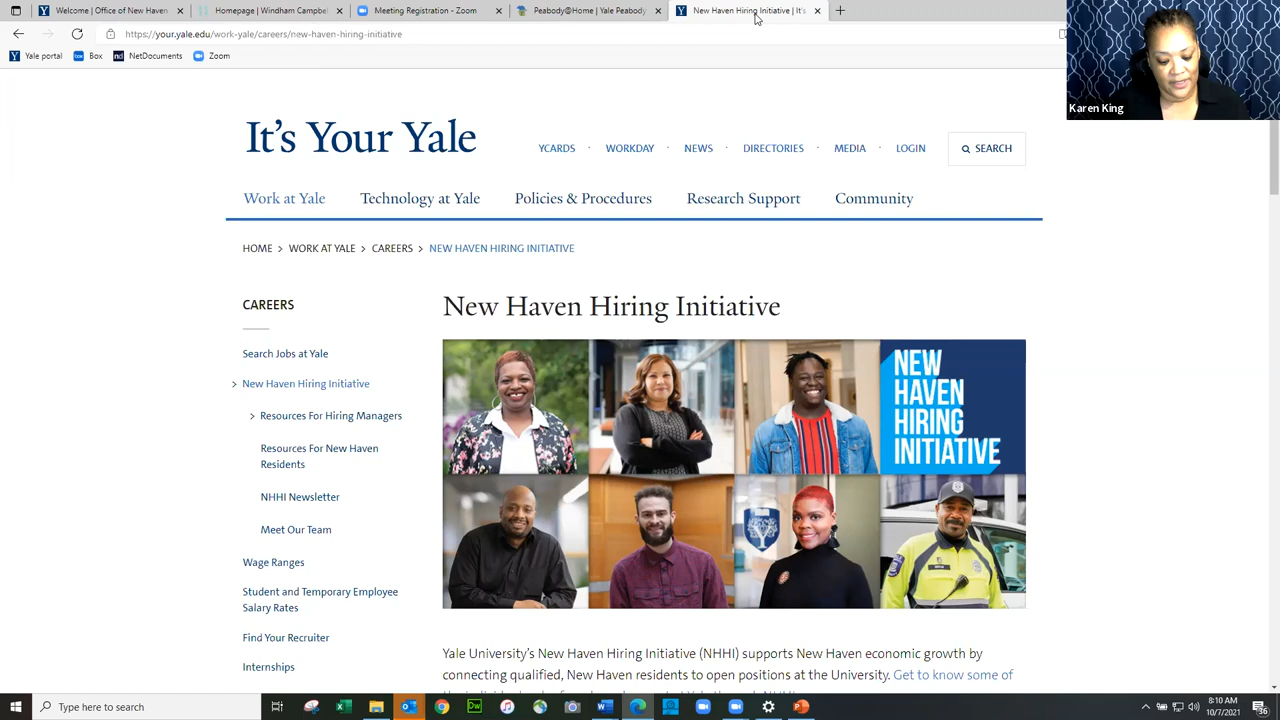 Welcome | Office of New Haven
Homepage | Windham Campbell
Meeting Registration - Zoom
Peabody@Home | Yale Peabody
New Haven Hiring Initiative | It's
https://your.yale.edu/work-yale/careers/new-haven-hiring-initiative
Yale portal
Box
NetDocuments
Zoom
Karen King
It's Your Yale
YCARDS · WORKDAY · NEWS · DIRECTORIES · MEDIA · LOGIN
SEARCH
Work at Yale
Technology at Yale
Policies & Procedures
Research Support
Community
HOME > WORK AT YALE > CAREERS > NEW HAVEN HIRING INITIATIVE
CAREERS
Search Jobs at Yale
> New Haven Hiring Initiative
> Resources For Hiring Managers
Resources For New Haven
Residents
NHHI Newsletter
Meet Our Team
Wage Ranges
Student and Temporary Employee
Salary Rates
Find Your Recruiter
Internships
New Haven Hiring Initiative
NEW
HAVEN
HIRING
INITIATIVE
Yale University's New Haven Hiring Initiative (NHHI) supports New Haven economic growth by
connecting qualified, New Haven residents to open positions at the University. Get to know some of
Type here to search
8:10 AM
10/7/2021
36